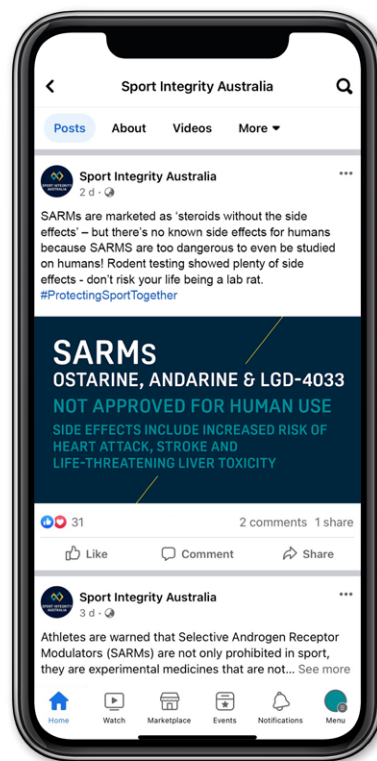 Sport Integrity Australia
Posts About Videos More
Sport Integrity Australia
2 d ·
SARMs are marketed as ‘steroids without the side
effects’ – but there’s no known side effects for humans
because SARMS are too dangerous to even be studied
on humans! Rodent testing showed plenty of side
effects - don’t risk your life being a lab rat.
#ProtectingSportTogether
SARMs
OSTARINE, ANDARINE & LGD-4033
NOT APPROVED FOR HUMAN USE
SIDE EFFECTS INCLUDE INCREASED RISK OF
HEART ATTACK, STROKE AND
LIFE-THREATENING LIVER TOXICITY
31 2 comments 1 share
Like Comment Share
Sport Integrity Australia
3 d ·
Athletes are warned that Selective Androgen Receptor
Modulators (SARMs) are not only prohibited in sport,
they are experimental medicines that are not... See more
Home Watch Marketplace Events Notifications Menu